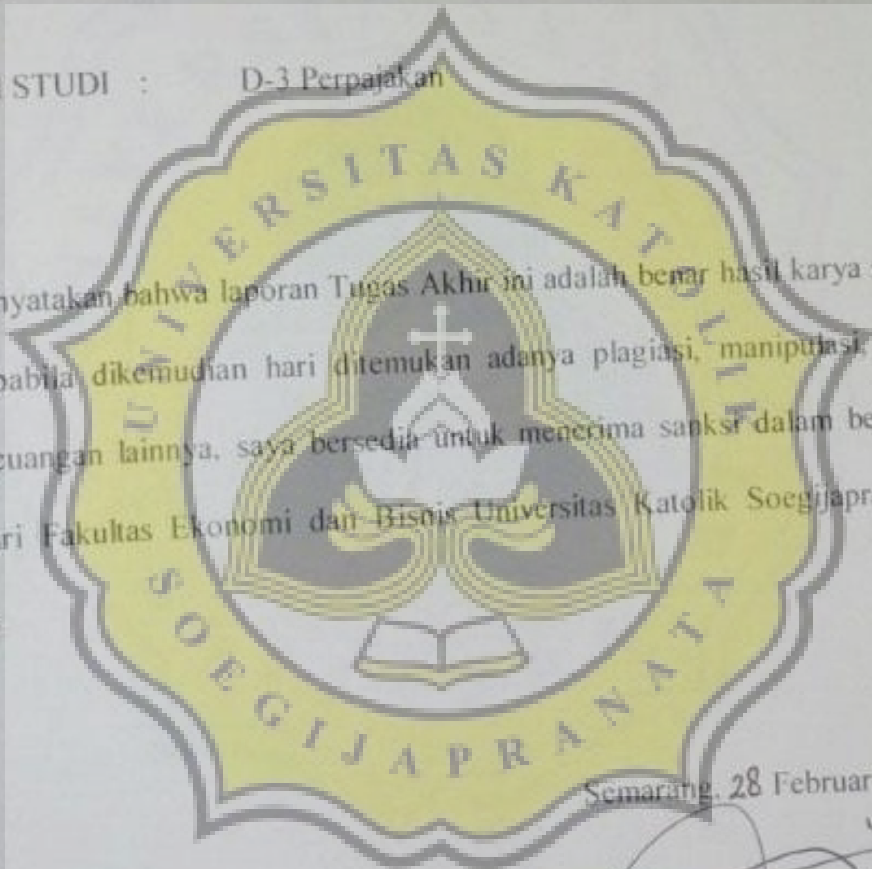 STUDI : D-3 Perpajakan
UNIVERSITAS KATOLIK
nyatakan bahwa laporan Tugas Akhir ini adalah benar hasil karya
pabila dikemudian hari ditemukan adanya plagiasi, manipulasi,
cuangan lainnya, saya bersedia untuk menerima sanksi dalam be
ri Fakultas Ekonomi dan Bisnis Universitas Katolik Soegijapra
SOEGIJAPRANATA
Semarang, 28 Februar